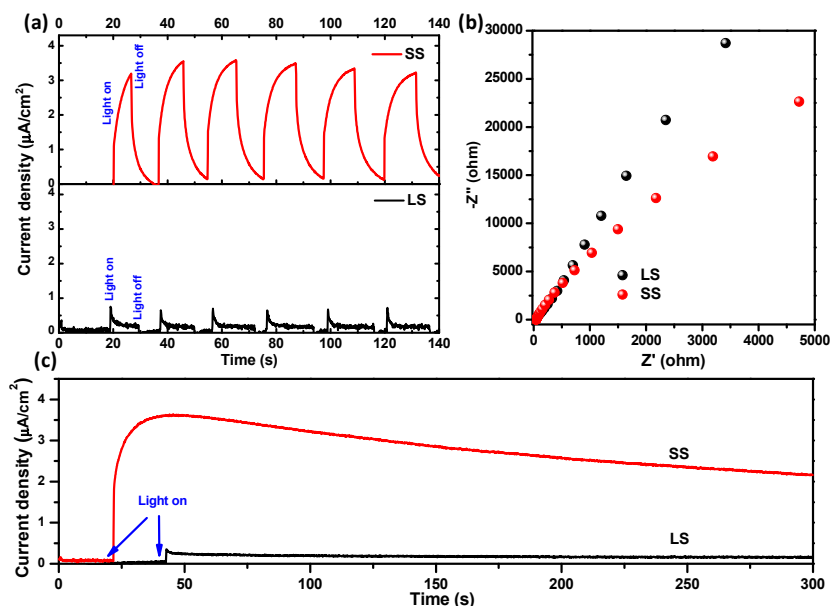 (a)
0 20 40 60 80 100 120 140
Light on
Light off
SS
4
3
2
1
0
Current density (μA/cm²)
LS
Light on
Light off
4
3
2
1
0
0 20 40 60 80 100 120 140
Time (s)
(b)
30000
25000
20000
15000
10000
5000
0
-Z'' (ohm)
LS
SS
0 1000 2000 3000 4000 5000
Z' (ohm)
(c)
5
4
3
2
1
0
Current density (μA/cm²)
Light on
SS
LS
0 50 100 150 200 250 300
Time (s)